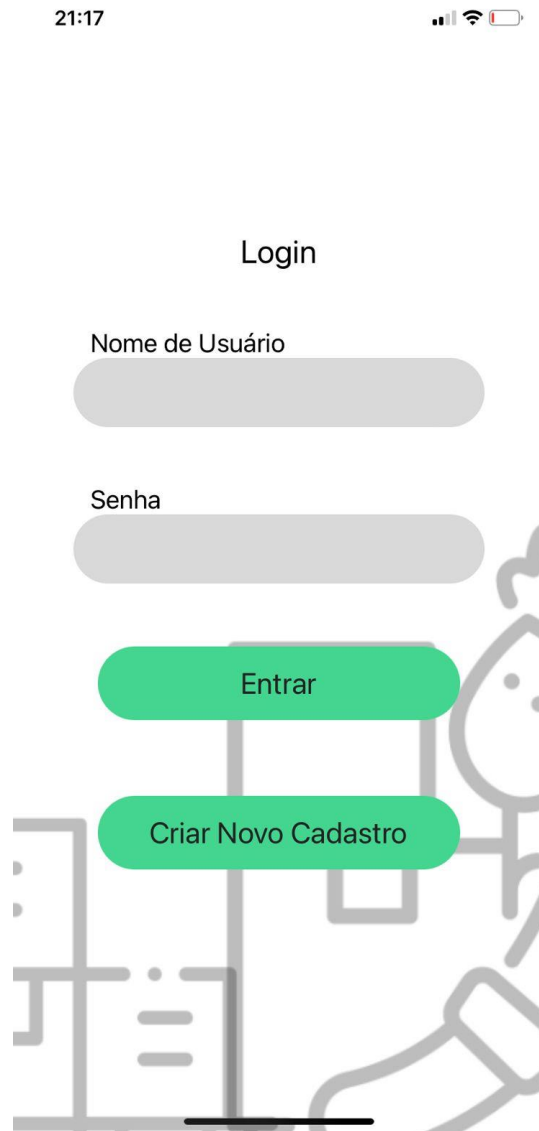 21:17
Login
Nome de Usuário
Senha
Entrar
Criar Novo Cadastro